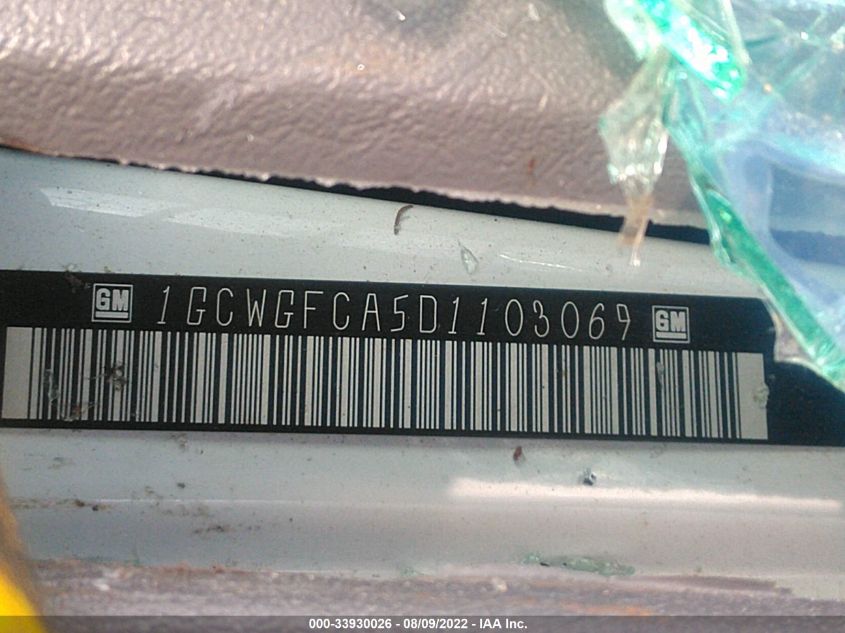 GM 1GCWGFCA5D1103069 GM
000-33930026 - 08/09/2022 - IAA Inc.